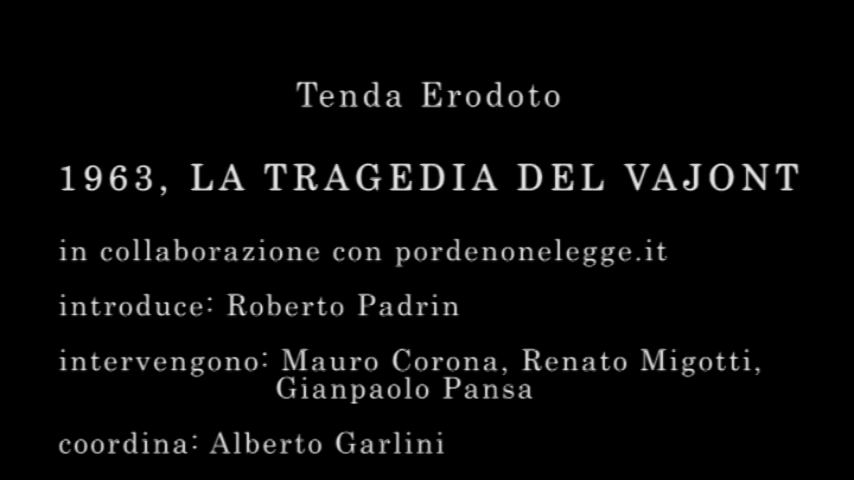 Tenda Erodoto
1963, LA TRAGEDIA DEL VAJONT
in collaborazione con pordenonelegge.it
introduce: Roberto Padrin
intervengono: Mauro Corona, Renato Migotti,
Gianpaolo Pansa
coordina: Alberto Garlini